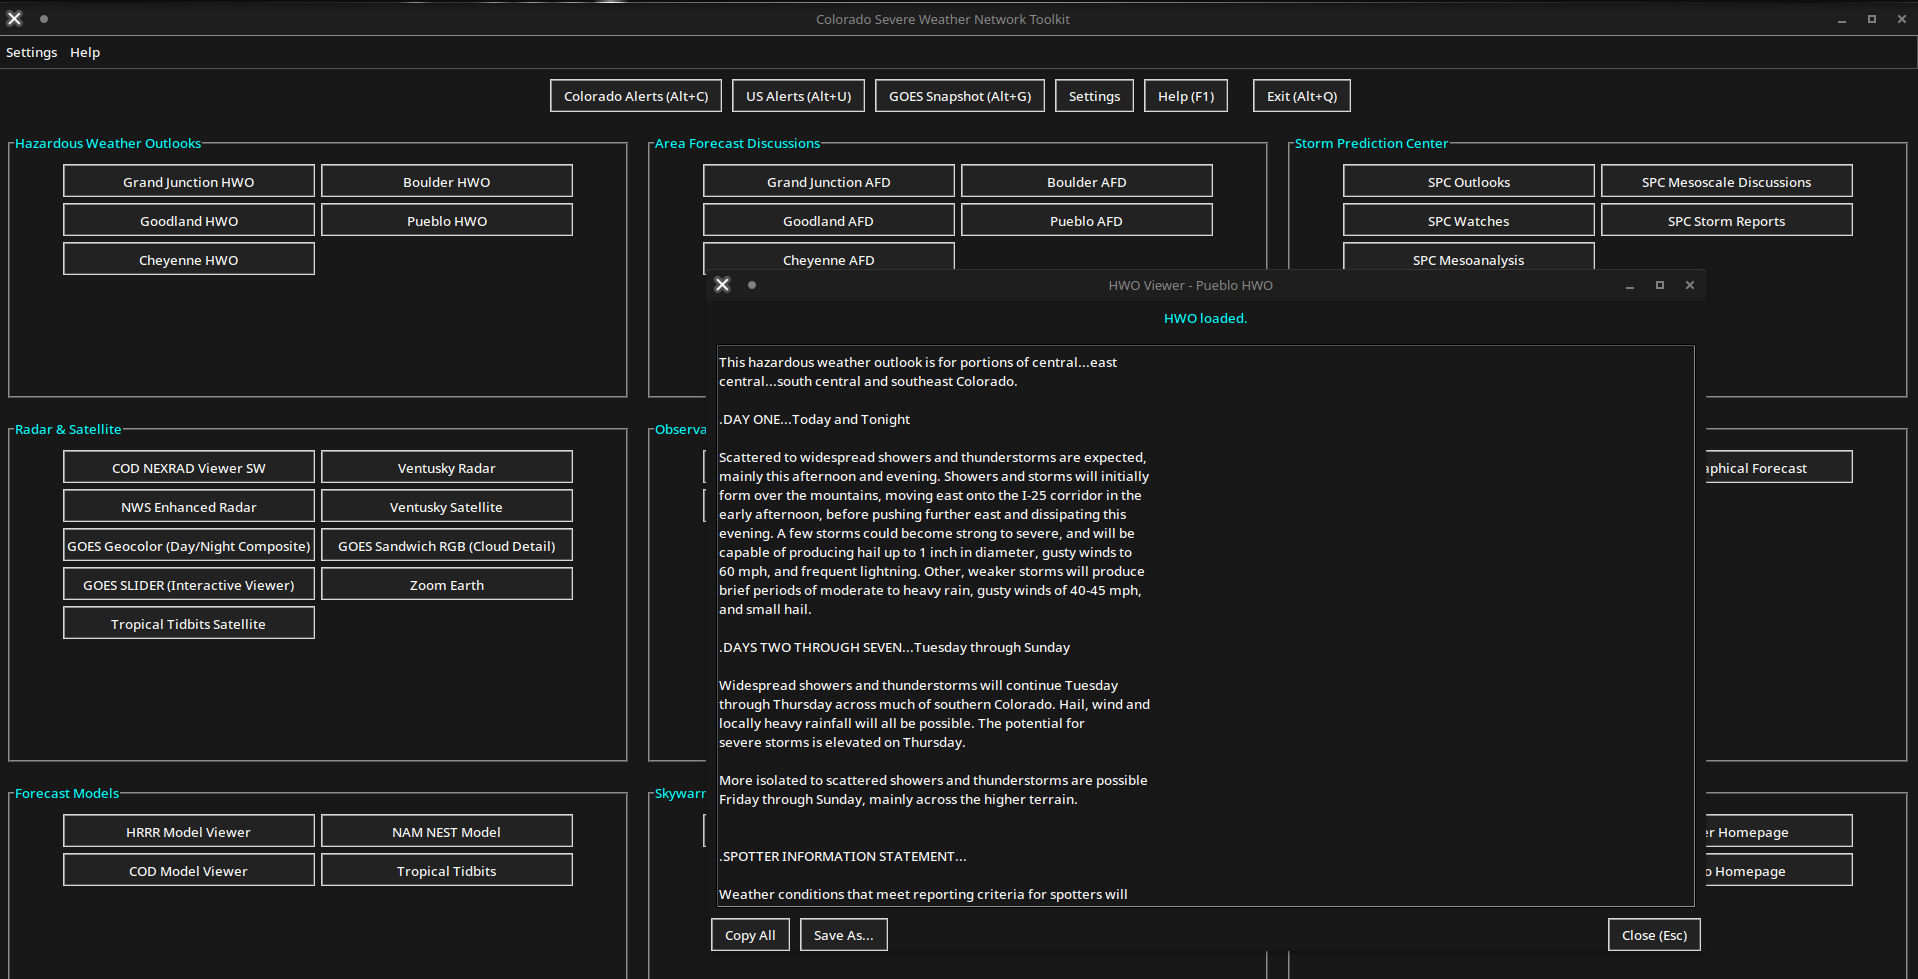 Colorado Severe Weather Network Toolkit
Settings Help
Colorado Alerts (Alt+C) US Alerts (Alt+U) GOES Snapshot (Alt+G) Settings Help (F1) Exit (Alt+Q)
Hazardous Weather Outlooks
Grand Junction HWO Boulder HWO
Goodland HWO Pueblo HWO
Cheyenne HWO
Area Forecast Discussions
Grand Junction AFD Boulder AFD
Goodland AFD Pueblo AFD
Cheyenne AFD
Storm Prediction Center
SPC Outlooks SPC Mesoscale Discussions
SPC Watches SPC Storm Reports
SPC Mesoanalysis
Radar & Satellite
COD NEXRAD Viewer SW Ventusky Radar
NWS Enhanced Radar Ventusky Satellite
GOES Geocolor (Day/Night Composite) GOES Sandwich RGB (Cloud Detail)
GOES SLIDER (Interactive Viewer) Zoom Earth
Tropical Tidbits Satellite
Forecast
Forecast Models
HRRR Model Viewer NAM NEST Model
COD Model Viewer Tropical Tidbits
Homepage
Homepage
HWO Viewer - Pueblo HWO
HWO loaded.
This hazardous weather outlook is for portions of central...east
central...south central and southeast Colorado.
.DAY ONE...Today and Tonight
Scattered to widespread showers and thunderstorms are expected,
mainly this afternoon and evening. Showers and storms will initially
form over the mountains, moving east onto the I-25 corridor in the
early afternoon, before pushing further east and dissipating this
evening. A few storms could become strong to severe, and will be
capable of producing hail up to 1 inch in diameter, gusty winds to
60 mph, and frequent lightning. Other, weaker storms will produce
brief periods of moderate to heavy rain, gusty winds of 40-45 mph,
and small hail.
.DAYS TWO THROUGH SEVEN...Tuesday through Sunday
Widespread showers and thunderstorms will continue Tuesday
through Thursday across much of southern Colorado. Hail, wind and
locally heavy rainfall will all be possible. The potential for
severe storms is elevated on Thursday.
More isolated to scattered showers and thunderstorms are possible
Friday through Sunday, mainly across the higher terrain.
.SPOTTER INFORMATION STATEMENT...
Weather conditions that meet reporting criteria for spotters will
Copy All Save As... Close (Esc)